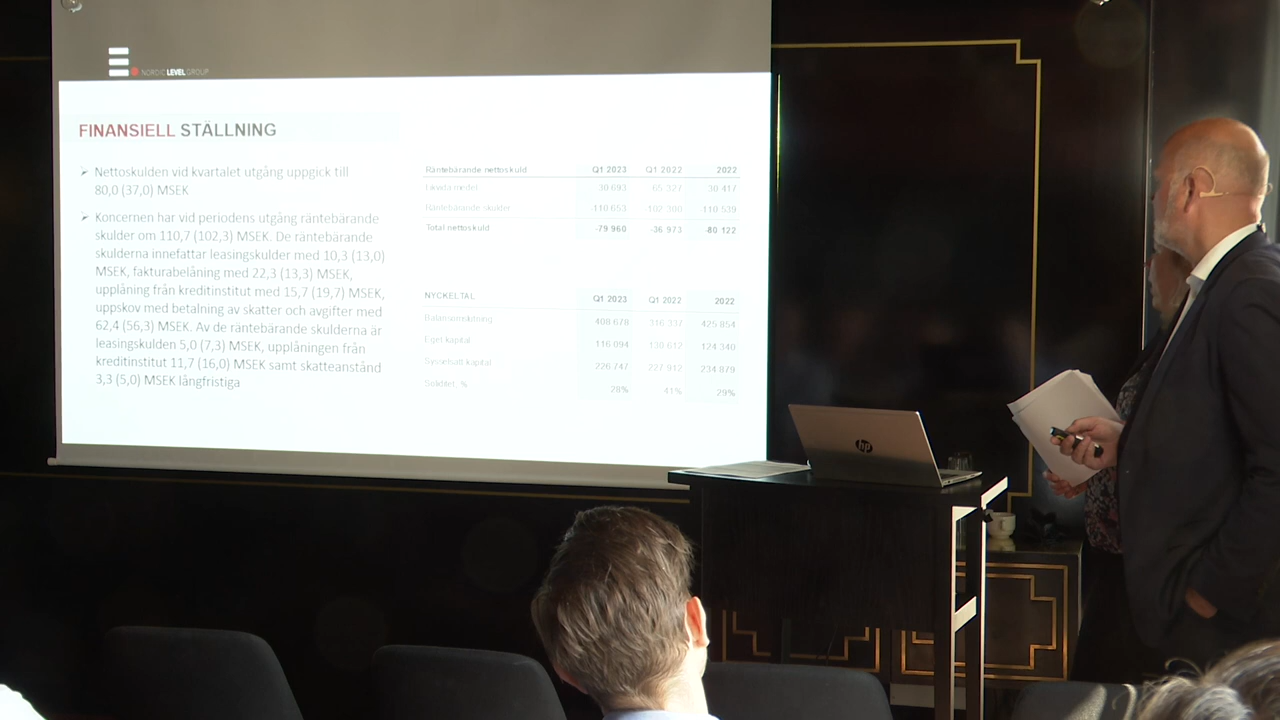 NORDIC LEVEL GROUP
FINANSIELL STÄLLNING
Nettoskulden vid kvartalet utgång uppgick till
80,0 (37,0) MSEK
Koncernen har vid periodens utgång räntebärande
skulder om 110,7 (102,3) MSEK. De räntebärande
skulderna innefattar leasingskulder med 10,3 (13,0)
MSEK, fakturabelåning med 22,3 (13,3) MSEK,
upplåning från kreditinstitut med 15,7 (19,7) MSEK,
uppskov med betalning av skatter och avgifter med
62,4 (56,3) MSEK. Av de räntebärande skulderna är
leasingskulden 5,0 (7,3) MSEK, upplåningen från
kreditinstitut 11,7 (16,0) MSEK samt skatteanstånd
3,3 (5,0) MSEK långfristiga
Räntebärande nettoskuld Q1 2023 Q1 2022 2022
Likvida medel 30 693 65 327 30 417
Räntebärande skulder -110 653 -102 300 -110 539
Total nettoskuld -79 960 -36 973 -80 122
NYCKELTAL Q1 2023 Q1 2022 2022
Balansomslutning 408 678 316 337 425 854
Eget kapital 116 094 130 612 124 340
Sysselsatt kapital 226 747 227 912 234 879
Soliditet, % 28% 41% 29%
hp